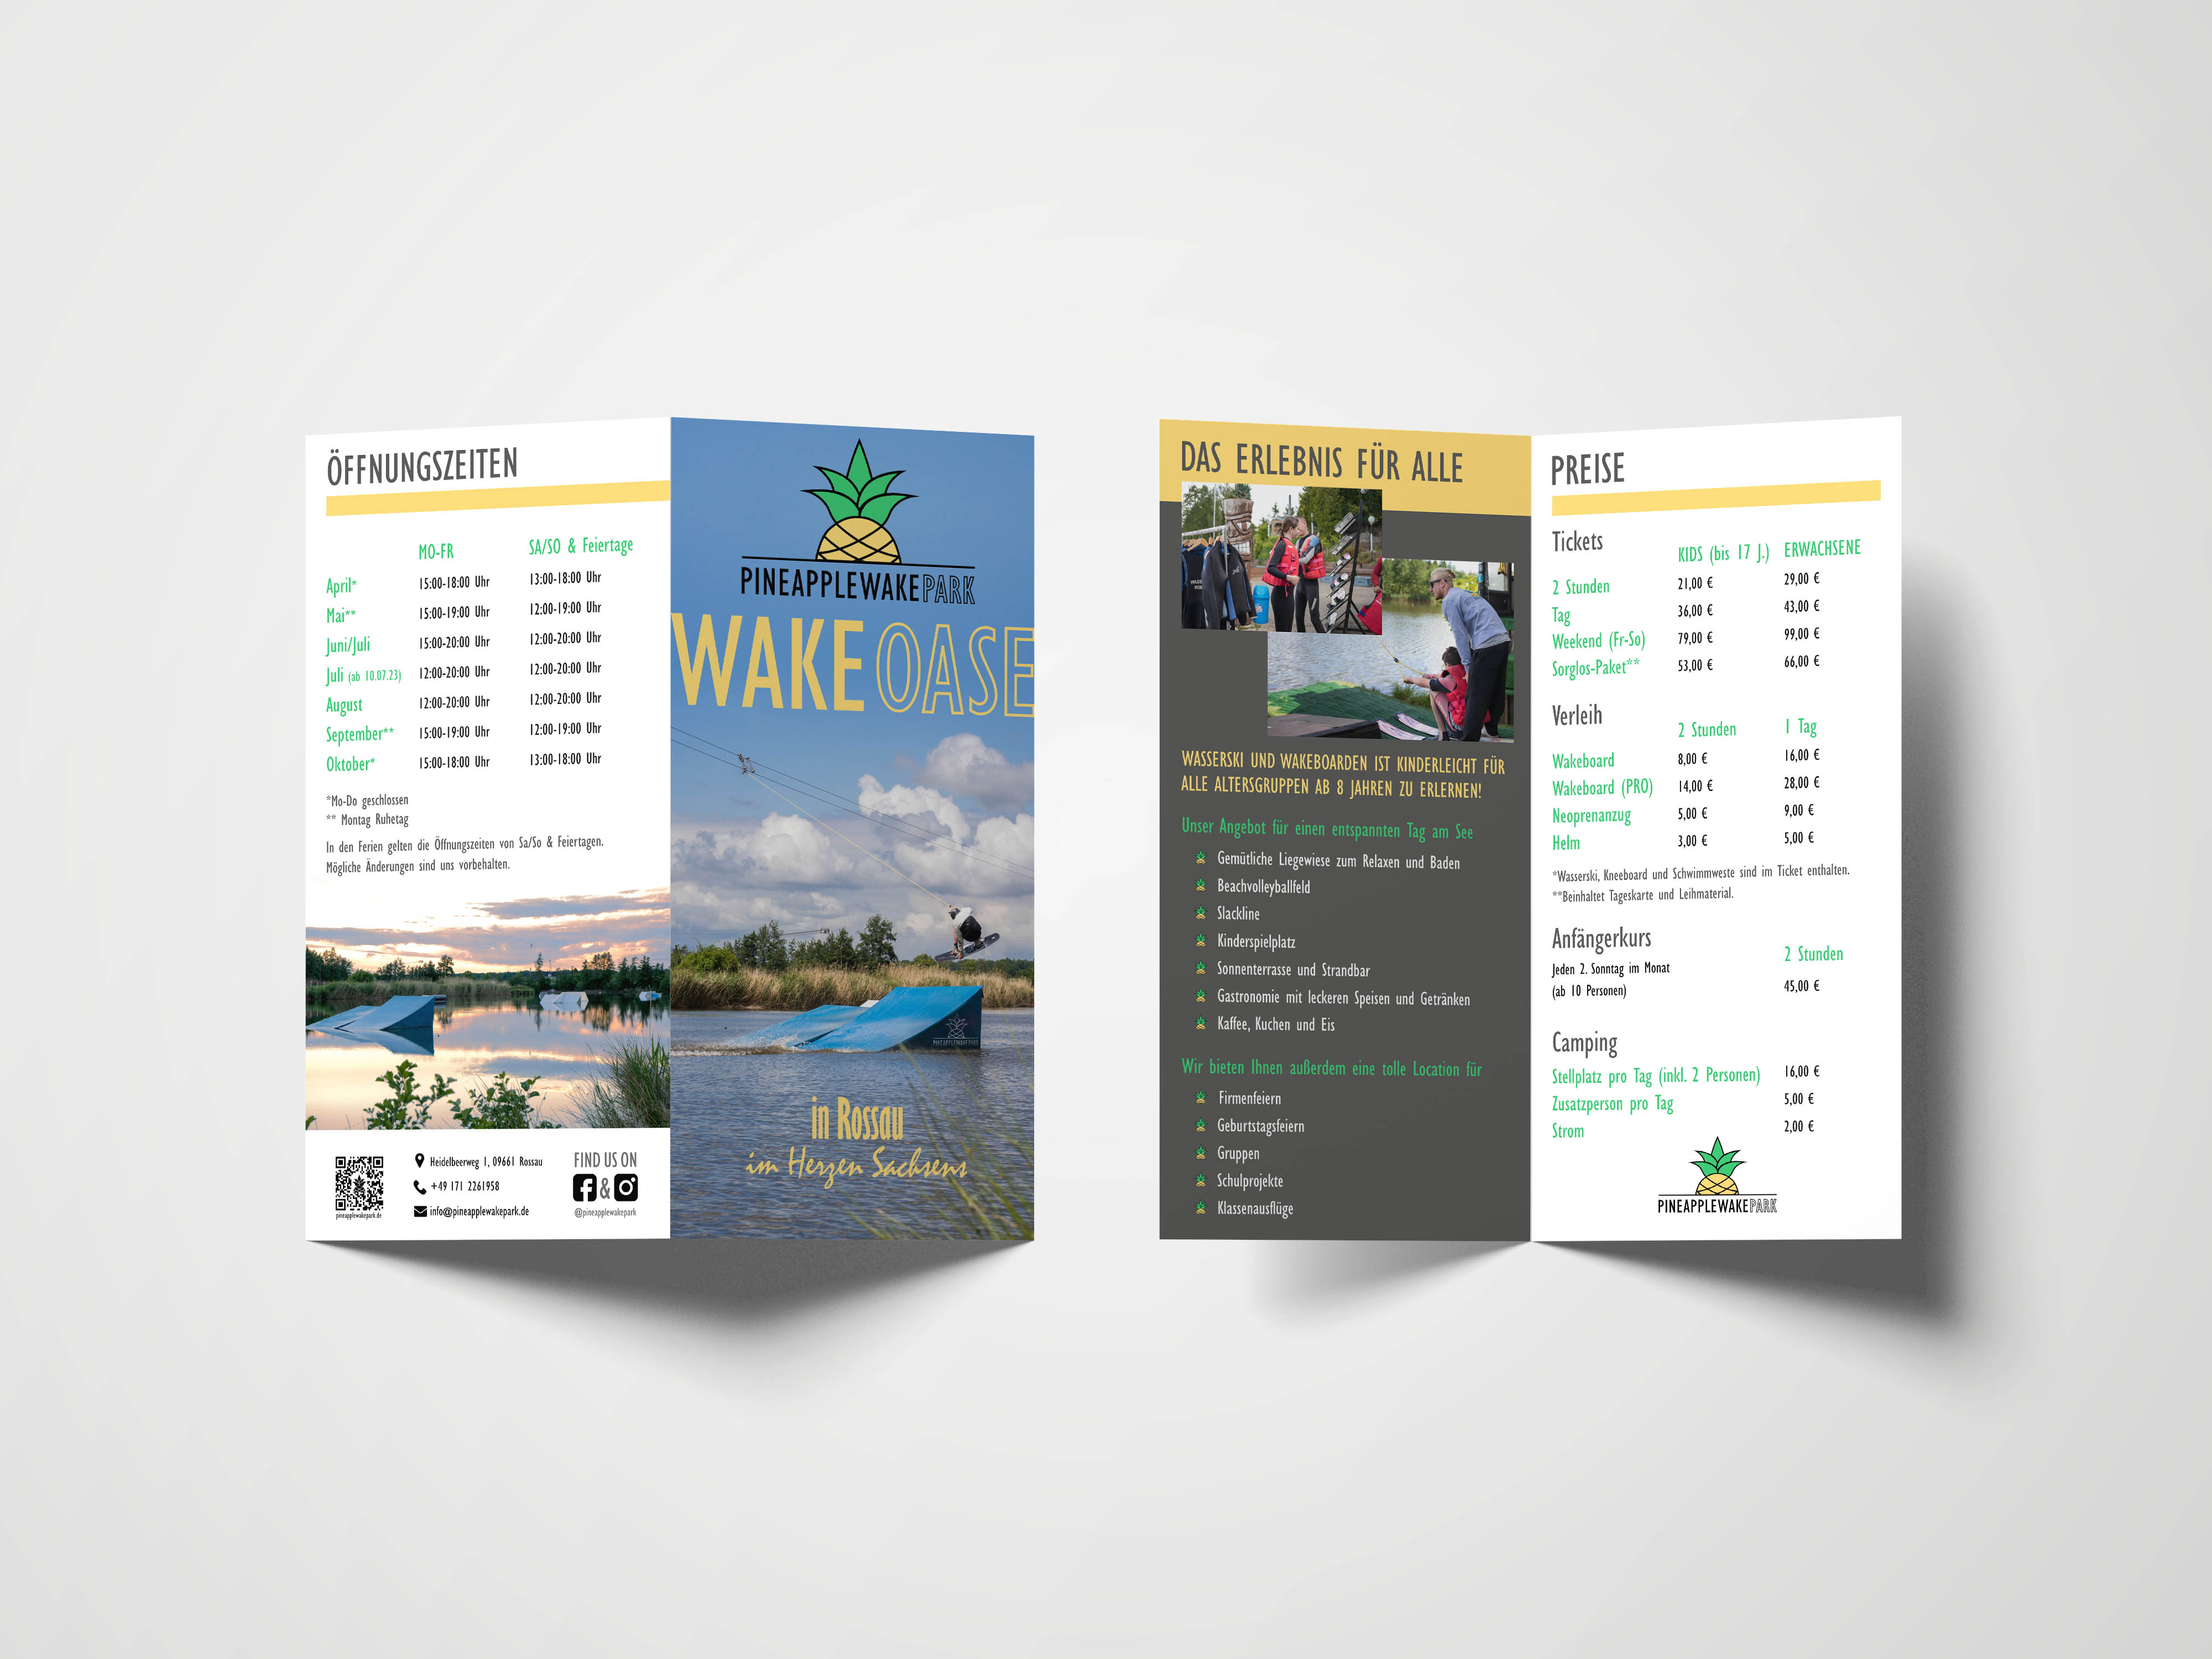 ÖFFNUNGSZEITEN
MO-FR SA/SO & Feiertage
April* 15:00-18:00 Uhr 13:00-18:00 Uhr
Mai** 15:00-19:00 Uhr 12:00-19:00 Uhr
Juni/Juli 15:00-20:00 Uhr 12:00-20:00 Uhr
Juli (ab 10.07.23) 12:00-20:00 Uhr 12:00-20:00 Uhr
August 12:00-20:00 Uhr 12:00-20:00 Uhr
September** 15:00-19:00 Uhr 12:00-19:00 Uhr
Oktober* 15:00-18:00 Uhr 13:00-18:00 Uhr
*Mo-Do geschlossen
** Montag Ruhetag
In den Ferien gelten die Öffnungszeiten von Sa/So & Feiertagen.
Mögliche Änderungen sind uns vorbehalten.
pineapplewakepark.de
Heidelbeerweg 1, 09661 Rossau
+49 171 2261958
info@pineapplewakepark.de
FIND US ON
&
@pineapplewakepark
PINEAPPLEWAKEPARK
WAKE OASE
PINEAPPLEWAKEPARK
in Rossau
im Herzen Sachsens
DAS ERLEBNIS FÜR ALLE
WASSERSKI UND WAKEBOARDEN IST KINDERLEICHT FÜR
ALLE ALTERSGRUPPEN AB 8 JAHREN ZU ERLERNEN!
Unser Angebot für einen entspannten Tag am See
Gemütliche Liegewiese zum Relaxen und Baden
Beachvolleyballfeld
Slackline
Kinderspielplatz
Sonnenterrasse und Strandbar
Gastronomie mit leckeren Speisen und Getränken
Kaffee, Kuchen und Eis
Wir bieten Ihnen außerdem eine tolle Location für
Firmenfeiern
Geburtstagsfeiern
Gruppen
Schulprojekte
Klassenausflüge
PREISE
Tickets KIDS (bis 17 J.) ERWACHSENE
2 Stunden 21,00 € 29,00 €
Tag 36,00 € 43,00 €
Weekend (Fr-So) 79,00 € 99,00 €
Sorglos-Paket** 53,00 € 66,00 €
Verleih 2 Stunden 1 Tag
Wakeboard 8,00 € 16,00 €
Wakeboard (PRO) 14,00 € 28,00 €
Neoprenanzug 5,00 € 9,00 €
Helm 3,00 € 5,00 €
*Wasserski, Kneeboard und Schwimmweste sind im Ticket enthalten.
**Beinhaltet Tageskarte und Leihmaterial.
Anfängerkurs 2 Stunden
Jeden 2. Sonntag im Monat
(ab 10 Personen) 45,00 €
Camping
Stellplatz pro Tag (inkl. 2 Personen) 16,00 €
Zusatzperson pro Tag 5,00 €
Strom 2,00 €
PINEAPPLEWAKEPARK